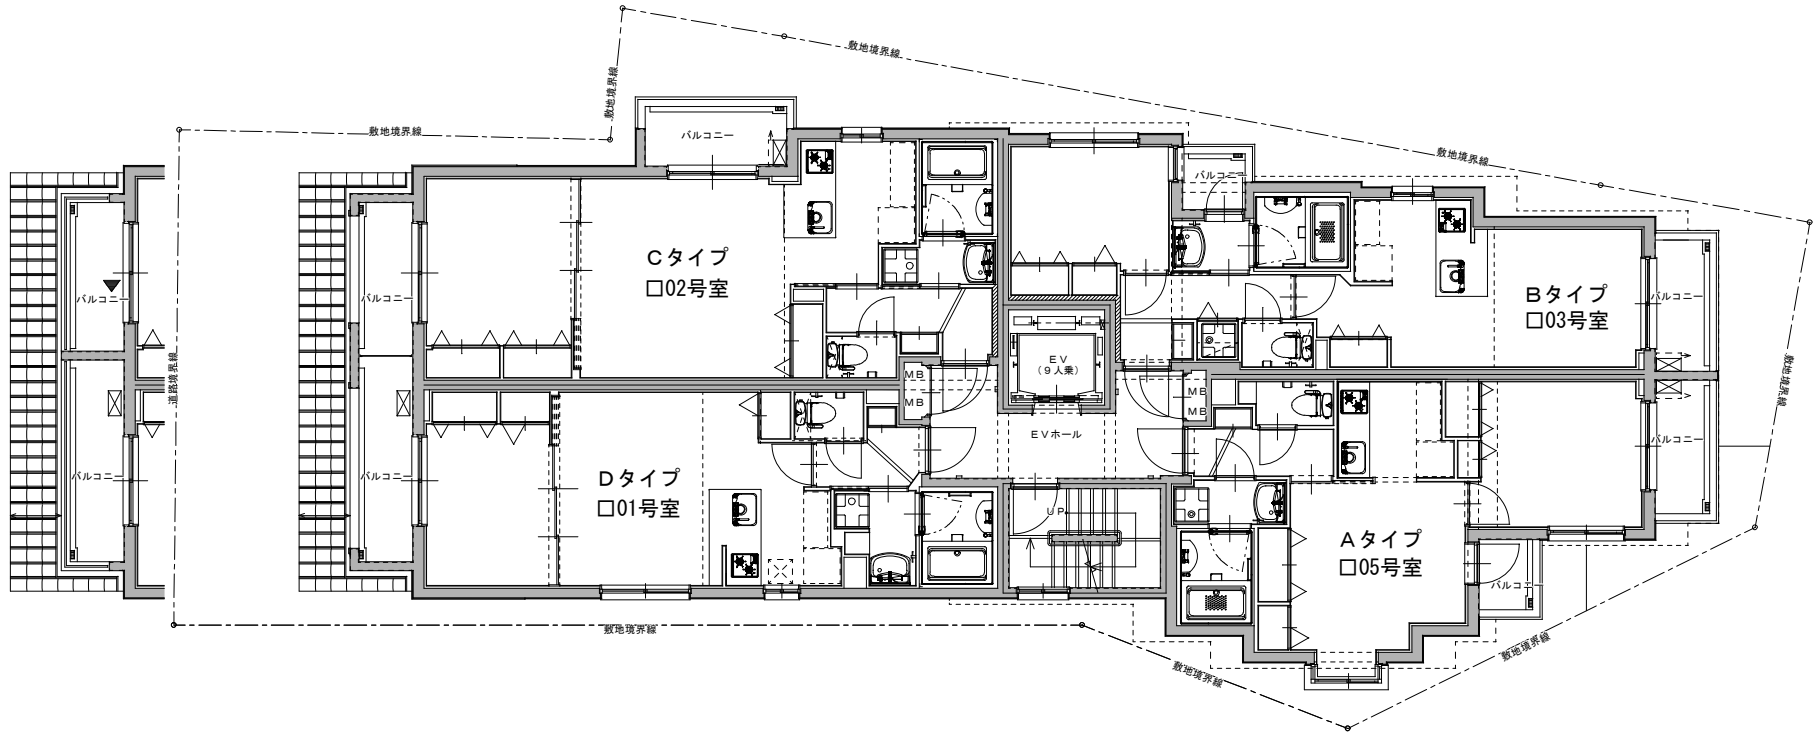 敷地境界線
敷地境界線
敷地境界線
バルコニー
敷地境界線
バルコニー
Cタイプ
□02号室
バルコニー
バルコニー
Bタイプ
□03号室
バルコニー
道路境界線
EV
(9人乗)
MB
MB
MB
MB
敷地境界線
EVホール
バルコニー
バルコニー
バルコニー
Dタイプ
□01号室
UP
Aタイプ
□05号室
バルコニー
敷地境界線
敷地境界線
敷地境界線